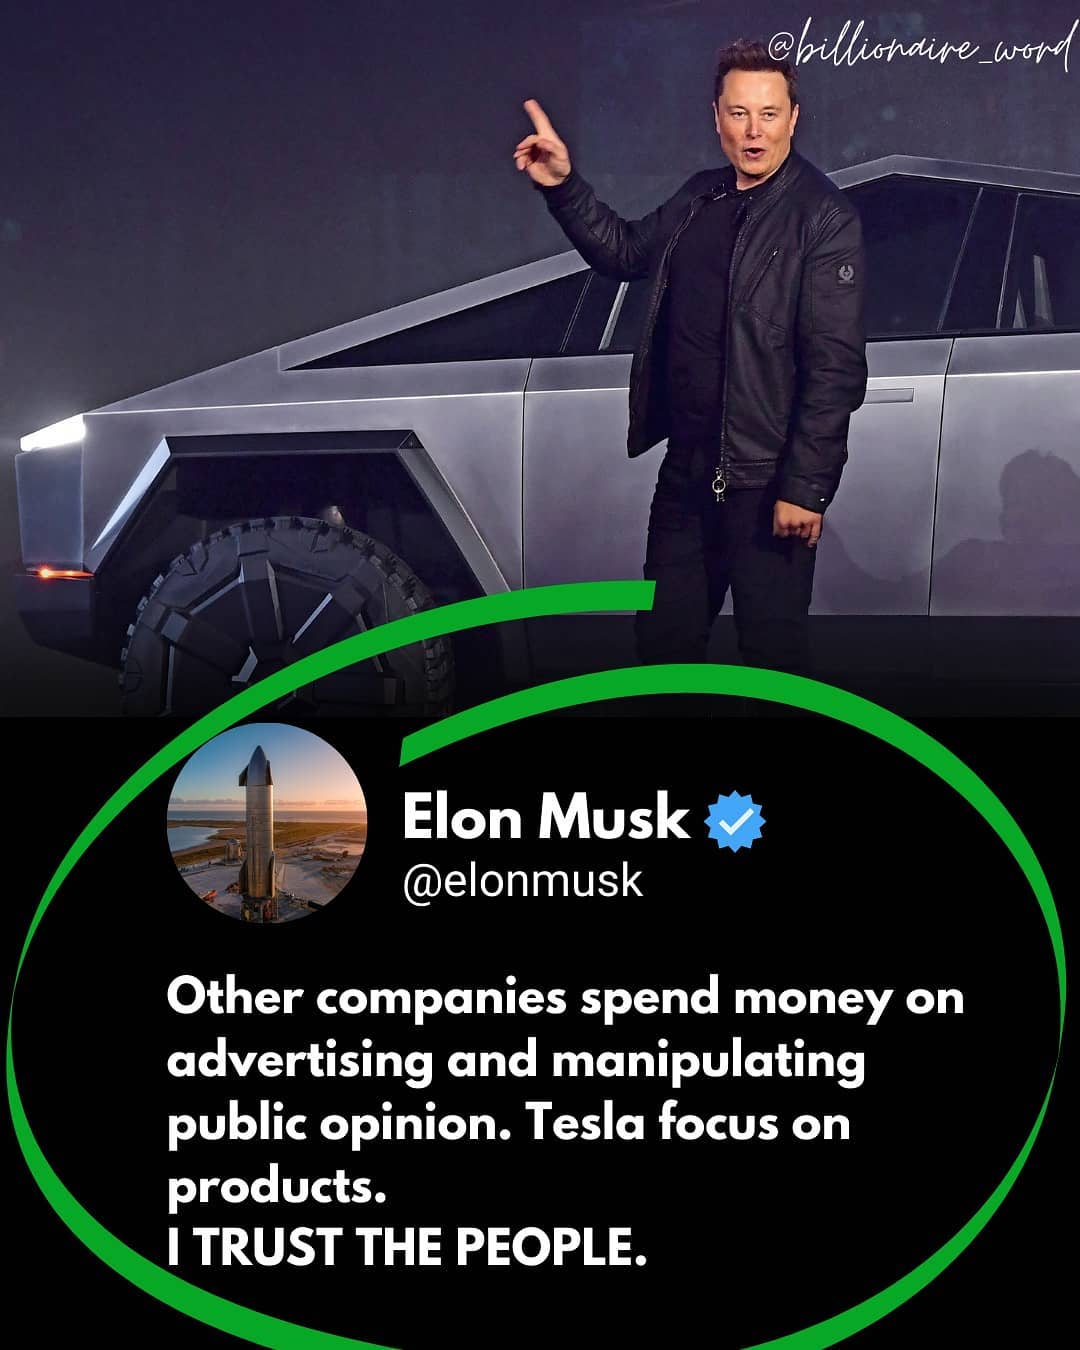 @billionaire_word
Elon Musk
@elonmusk
Other companies spend money on
advertising and manipulating
public opinion. Tesla focus on
products.
I TRUST THE PEOPLE.